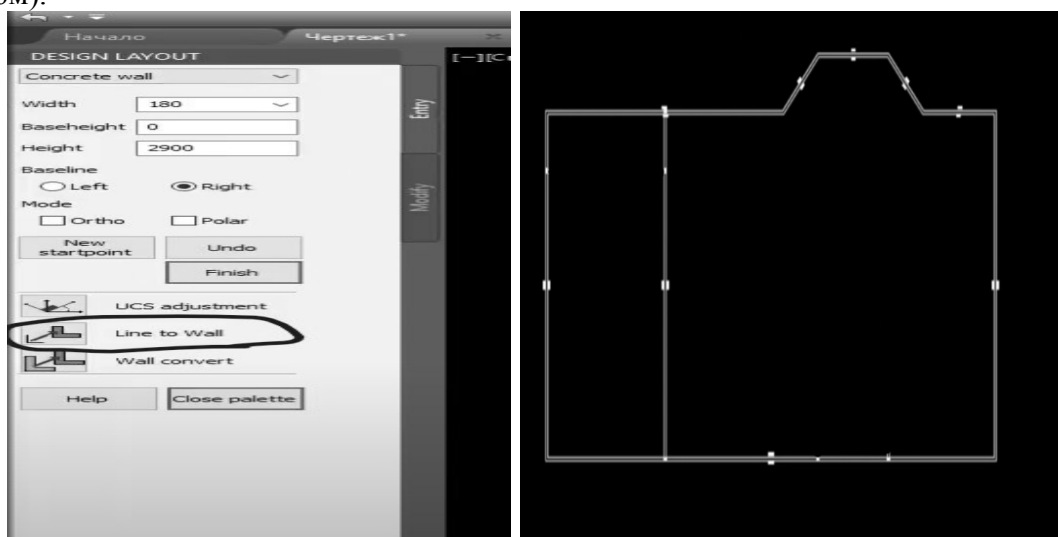 ом).
Начало Чертеж1*
DESIGN LAYOUT
[−][С
Concrete wall
Width 180
Baseheight 0
Height 2900
Baseline
Left Right
Mode
Ortho Polar
New startpoint Undo
Finish
UCS adjustment
Line to Wall
Wall convert
Help Close palette
Entry
Modify